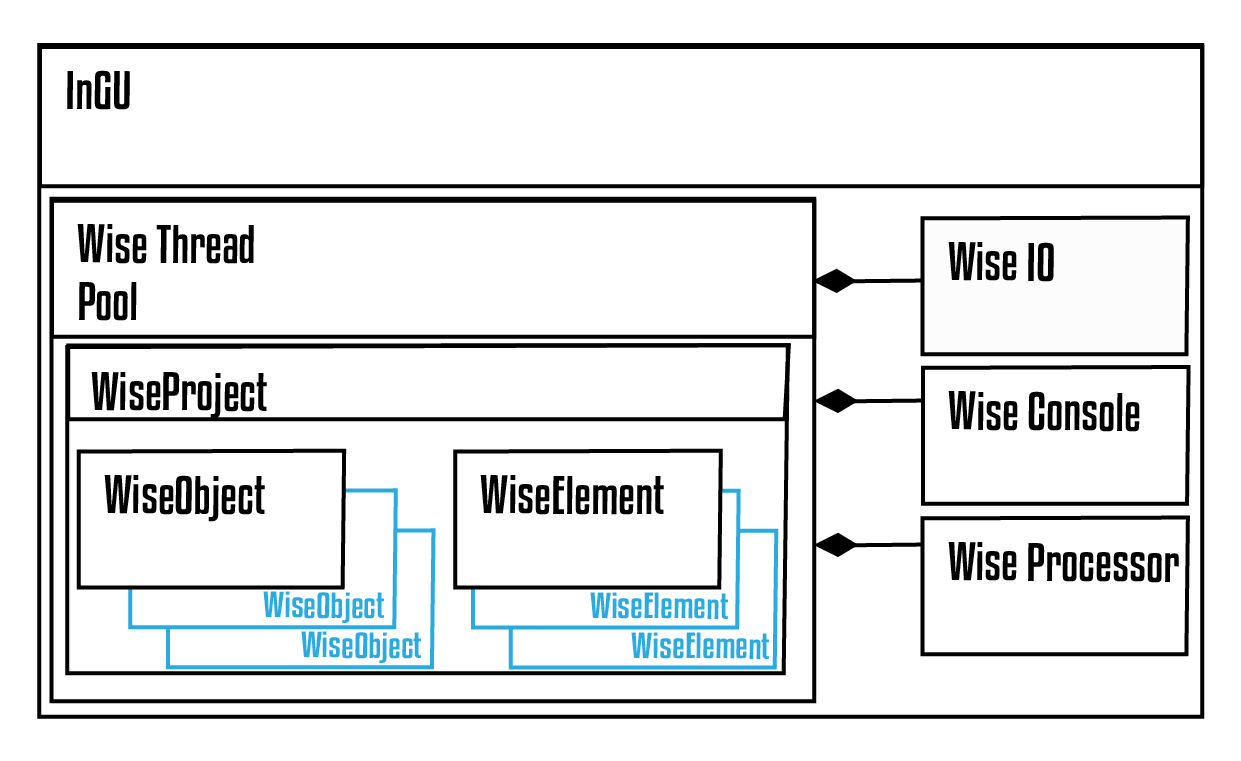 InGU
Wise Thread
Pool
Wise IO
WiseProject
Wise Console
WiseObject
WiseElement
Wise Processor
WiseObject
WiseElement
WiseObject
WiseElement